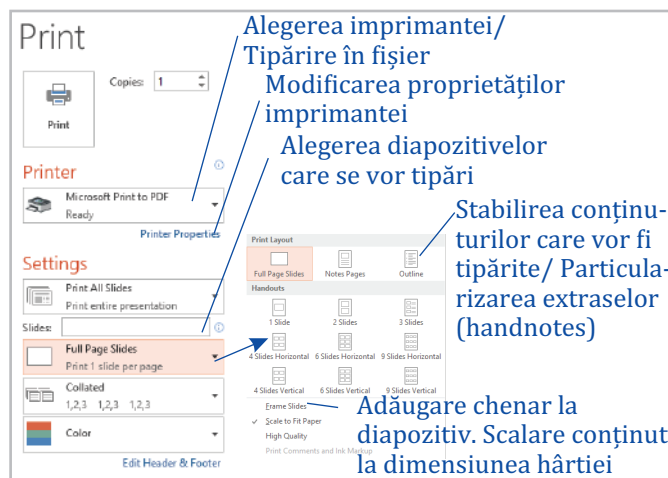 Print
Copies: 1
Print
Printer
Microsoft Print to PDF
Ready
Printer Properties
Settings
Print All Slides
Print entire presentation
Slides:
Full Page Slides
Print 1 slide per page
Collated
1,2,3 1,2,3 1,2,3
Color
Edit Header & Footer
Alegerea imprimantei/
Tipărire în fișier
Modificarea proprietăților
imprimantei
Alegerea diapozitivelor
care se vor tipări
Print Layout
Full Page Slides Notes Pages Outline
Handouts
1 Slide 2 Slides 3 Slides
4 Slides Horizontal 6 Slides Horizontal 9 Slides Horizontal
4 Slides Vertical 6 Slides Vertical 9 Slides Vertical
Frame Slides
✓ Scale to Fit Paper
High Quality
Print Comments and Ink Markup
Stabilirea conținu-
turilor care vor fi
tipărite/ Particula-
rizarea extraselor
(handnotes)
Adăugare chenar la
diapozitiv. Scalare conținut
la dimensiunea hârtiei